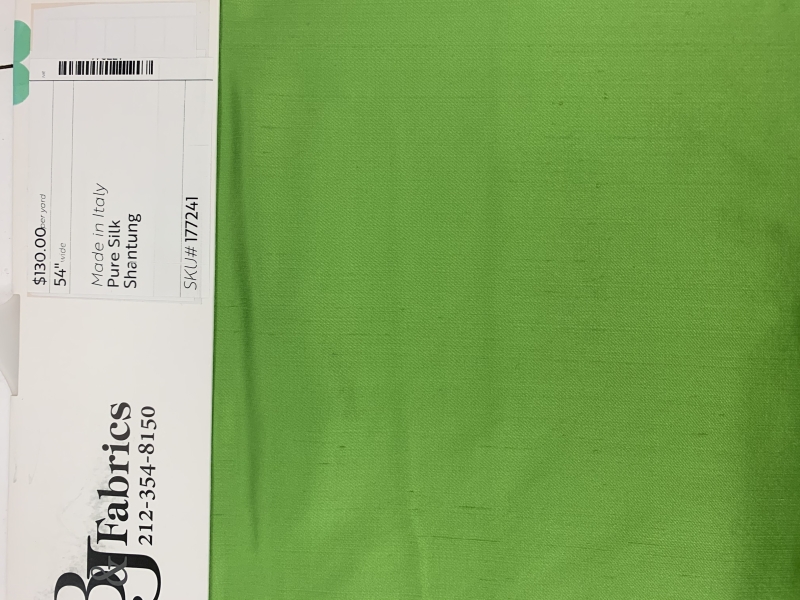 $130.00 per yard
54" wide
Made in Italy
Pure Silk
Shantung
SKU# 177241
B&J Fabrics
212-354-8150